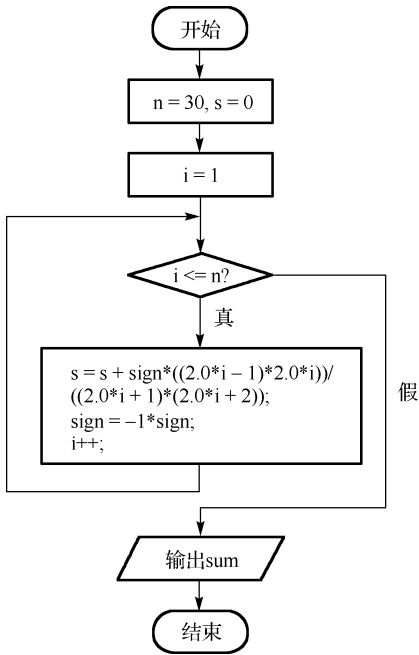 开始
n = 30, s = 0
i = 1
i <= n?
真
s = s + sign*((2.0*i – 1)*2.0*i))/
((2.0*i + 1)*(2.0*i + 2));
sign = –1*sign;
i++;
假
输出sum
结束